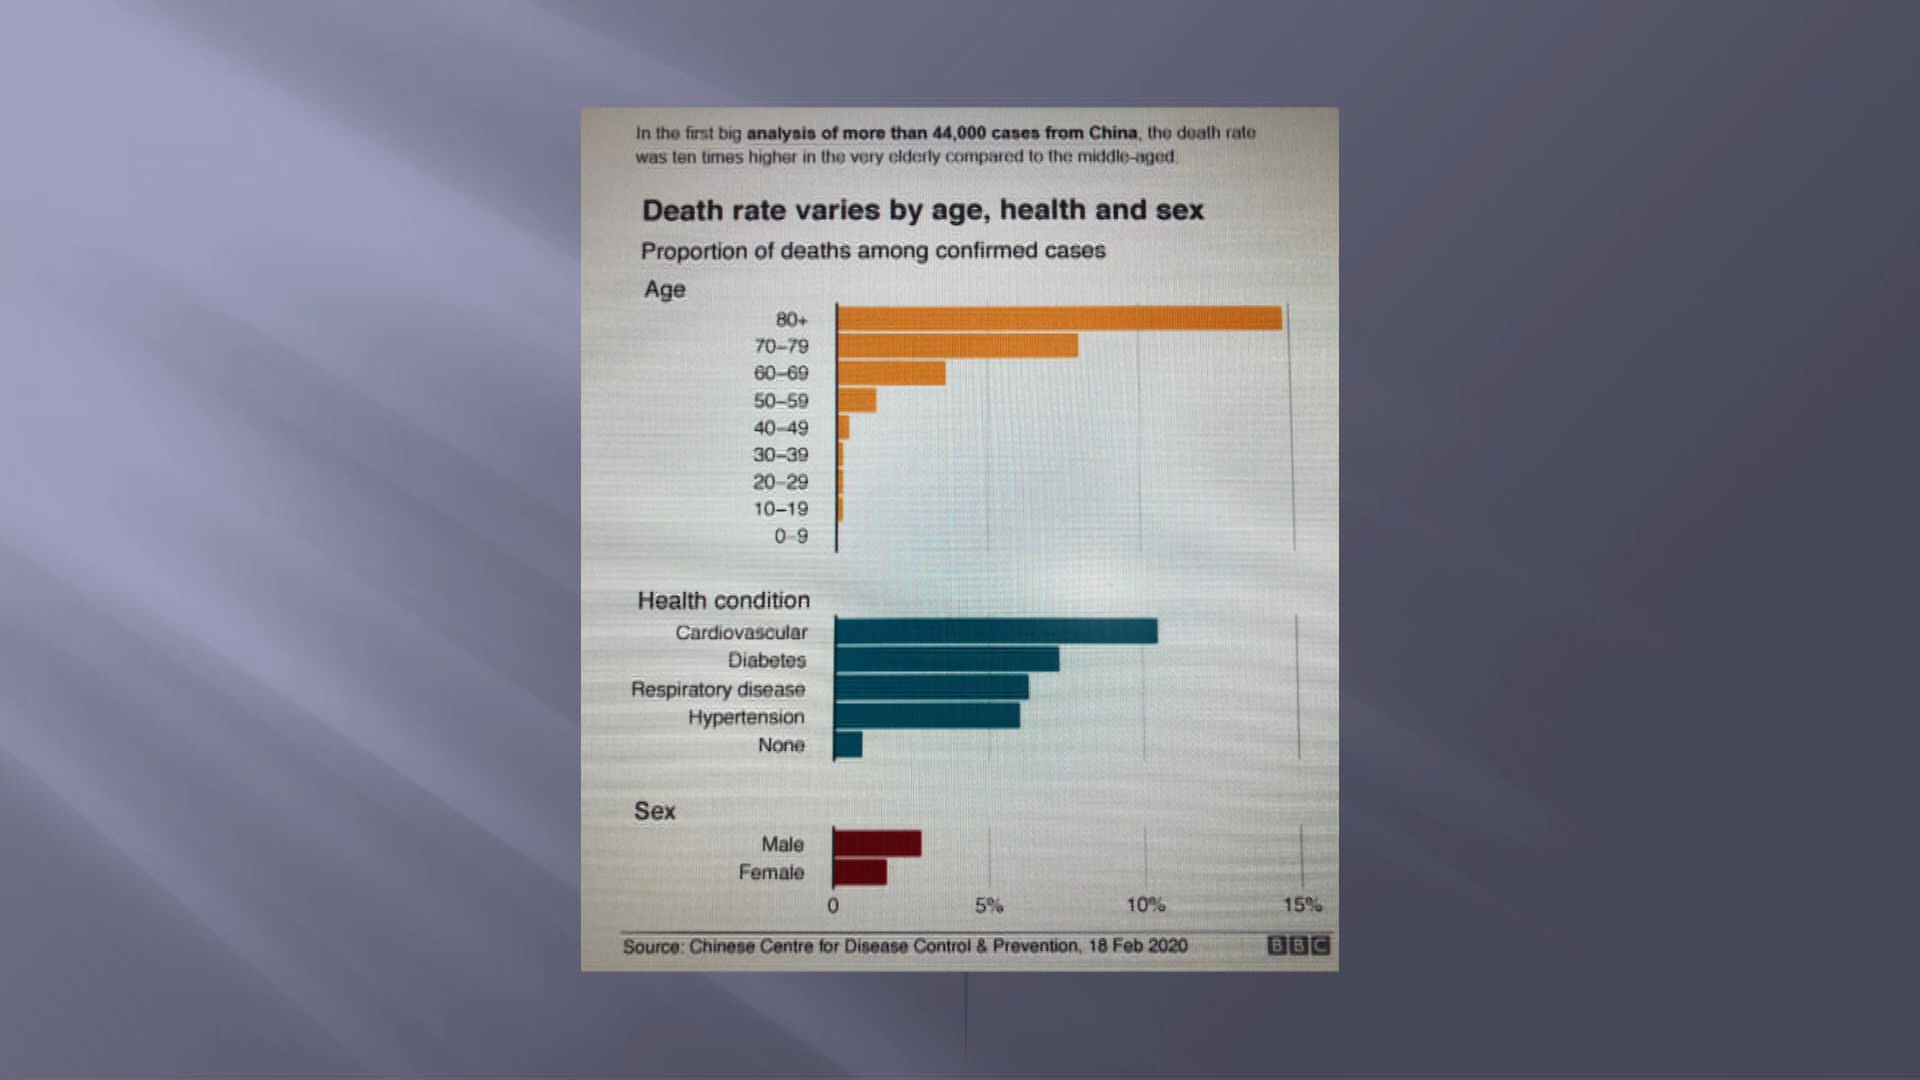 In the first big analysis of more than 44,000 cases from China, the death rate
was ten times higher in the very elderly compared to the middle-aged.
Death rate varies by age, health and sex
Proportion of deaths among confirmed cases
Age
80+
70–79
60–69
50–59
40–49
30–39
20–29
10–19
0–9
Health condition
Cardiovascular
Diabetes
Respiratory disease
Hypertension
None
Sex
Male
Female
0 5% 10% 15%
Source: Chinese Centre for Disease Control & Prevention, 18 Feb 2020 BBC